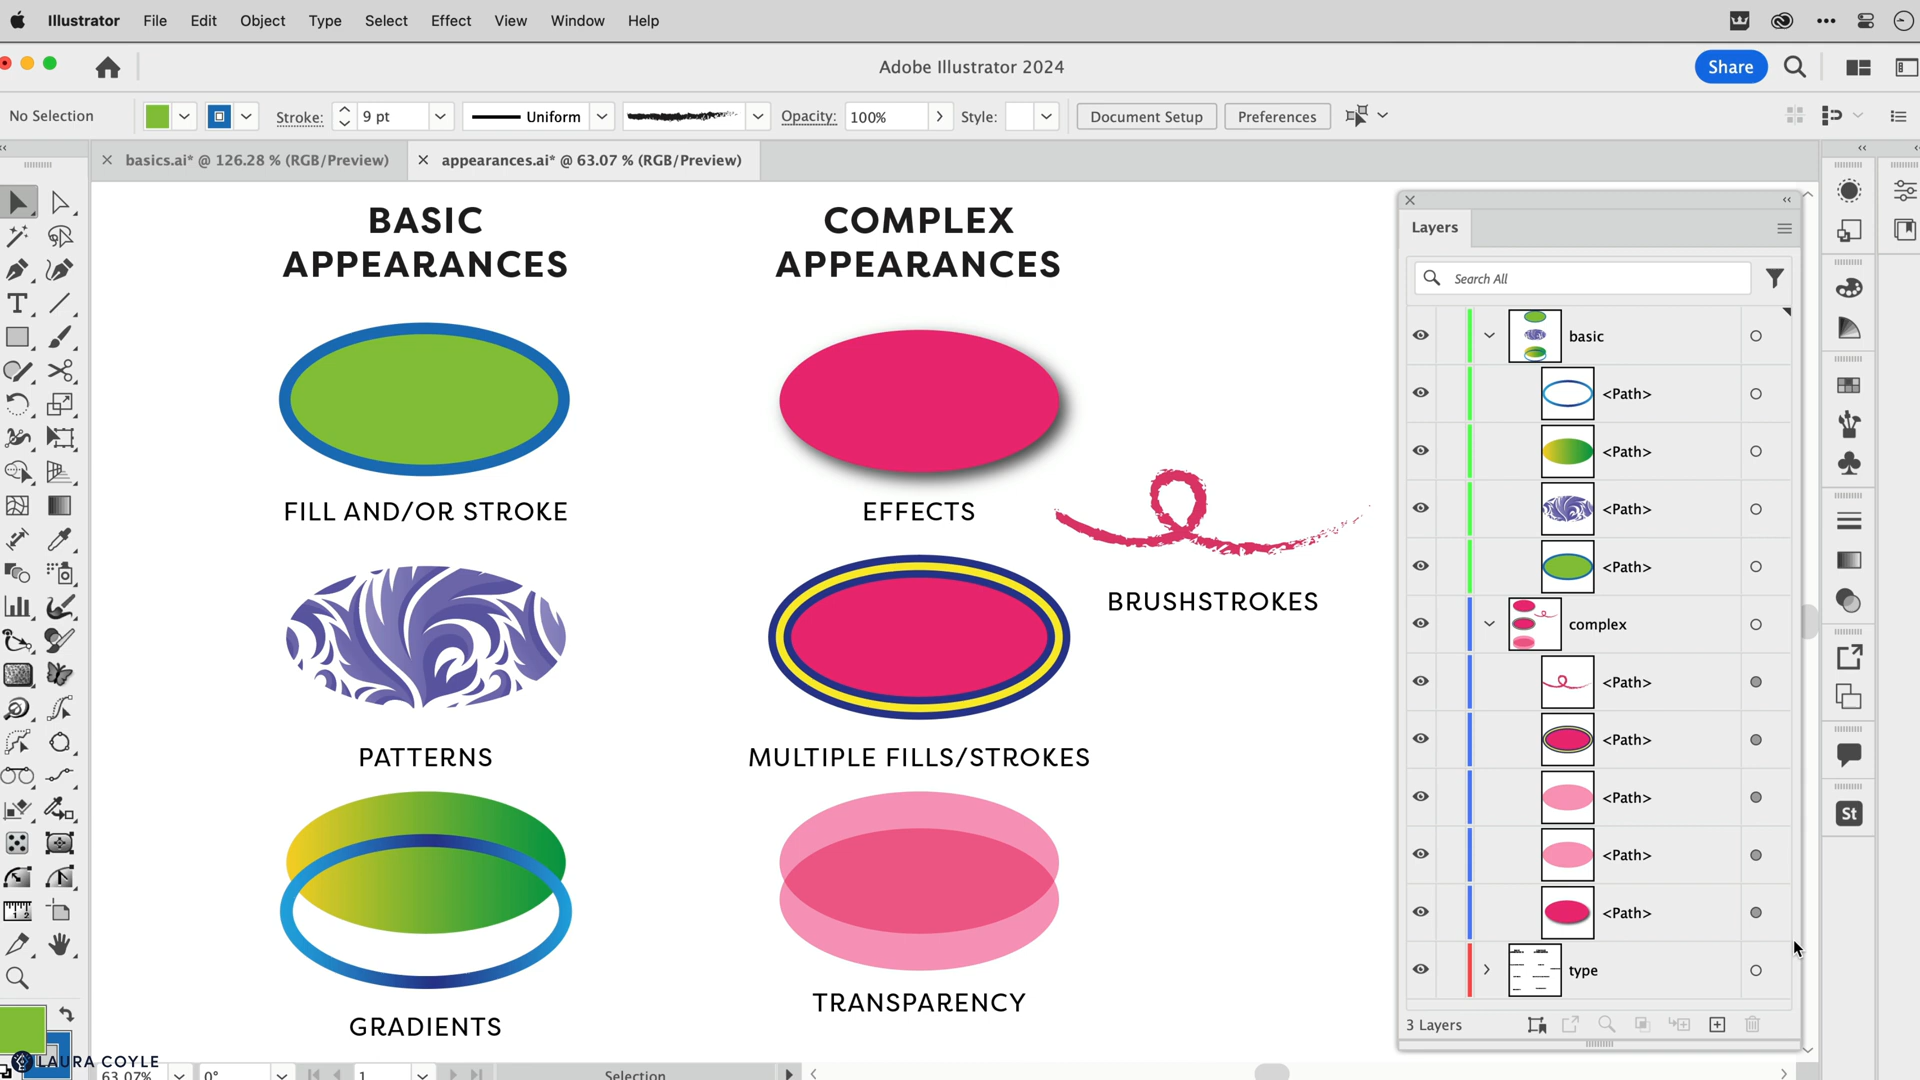 Illustrator File Edit Object Type Select Effect View Window Help
Adobe Illustrator 2024
Share
No Selection
Stroke: 9 pt
Uniform
Opacity: 100%
Style:
Document Setup
Preferences
basics.ai* @ 126.28 % (RGB/Preview)
appearances.ai* @ 63.07 % (RGB/Preview)
BASIC
APPEARANCES
FILL AND/OR STROKE
PATTERNS
GRADIENTS
COMPLEX
APPEARANCES
EFFECTS
BRUSHSTROKES
MULTIPLE FILLS/STROKES
TRANSPARENCY
Layers
Search All
basic
<Path>
<Path>
<Path>
<Path>
complex
<Path>
<Path>
<Path>
<Path>
<Path>
type
3 Layers
St
LAURA COYLE
63.07%
0°
1
Selection